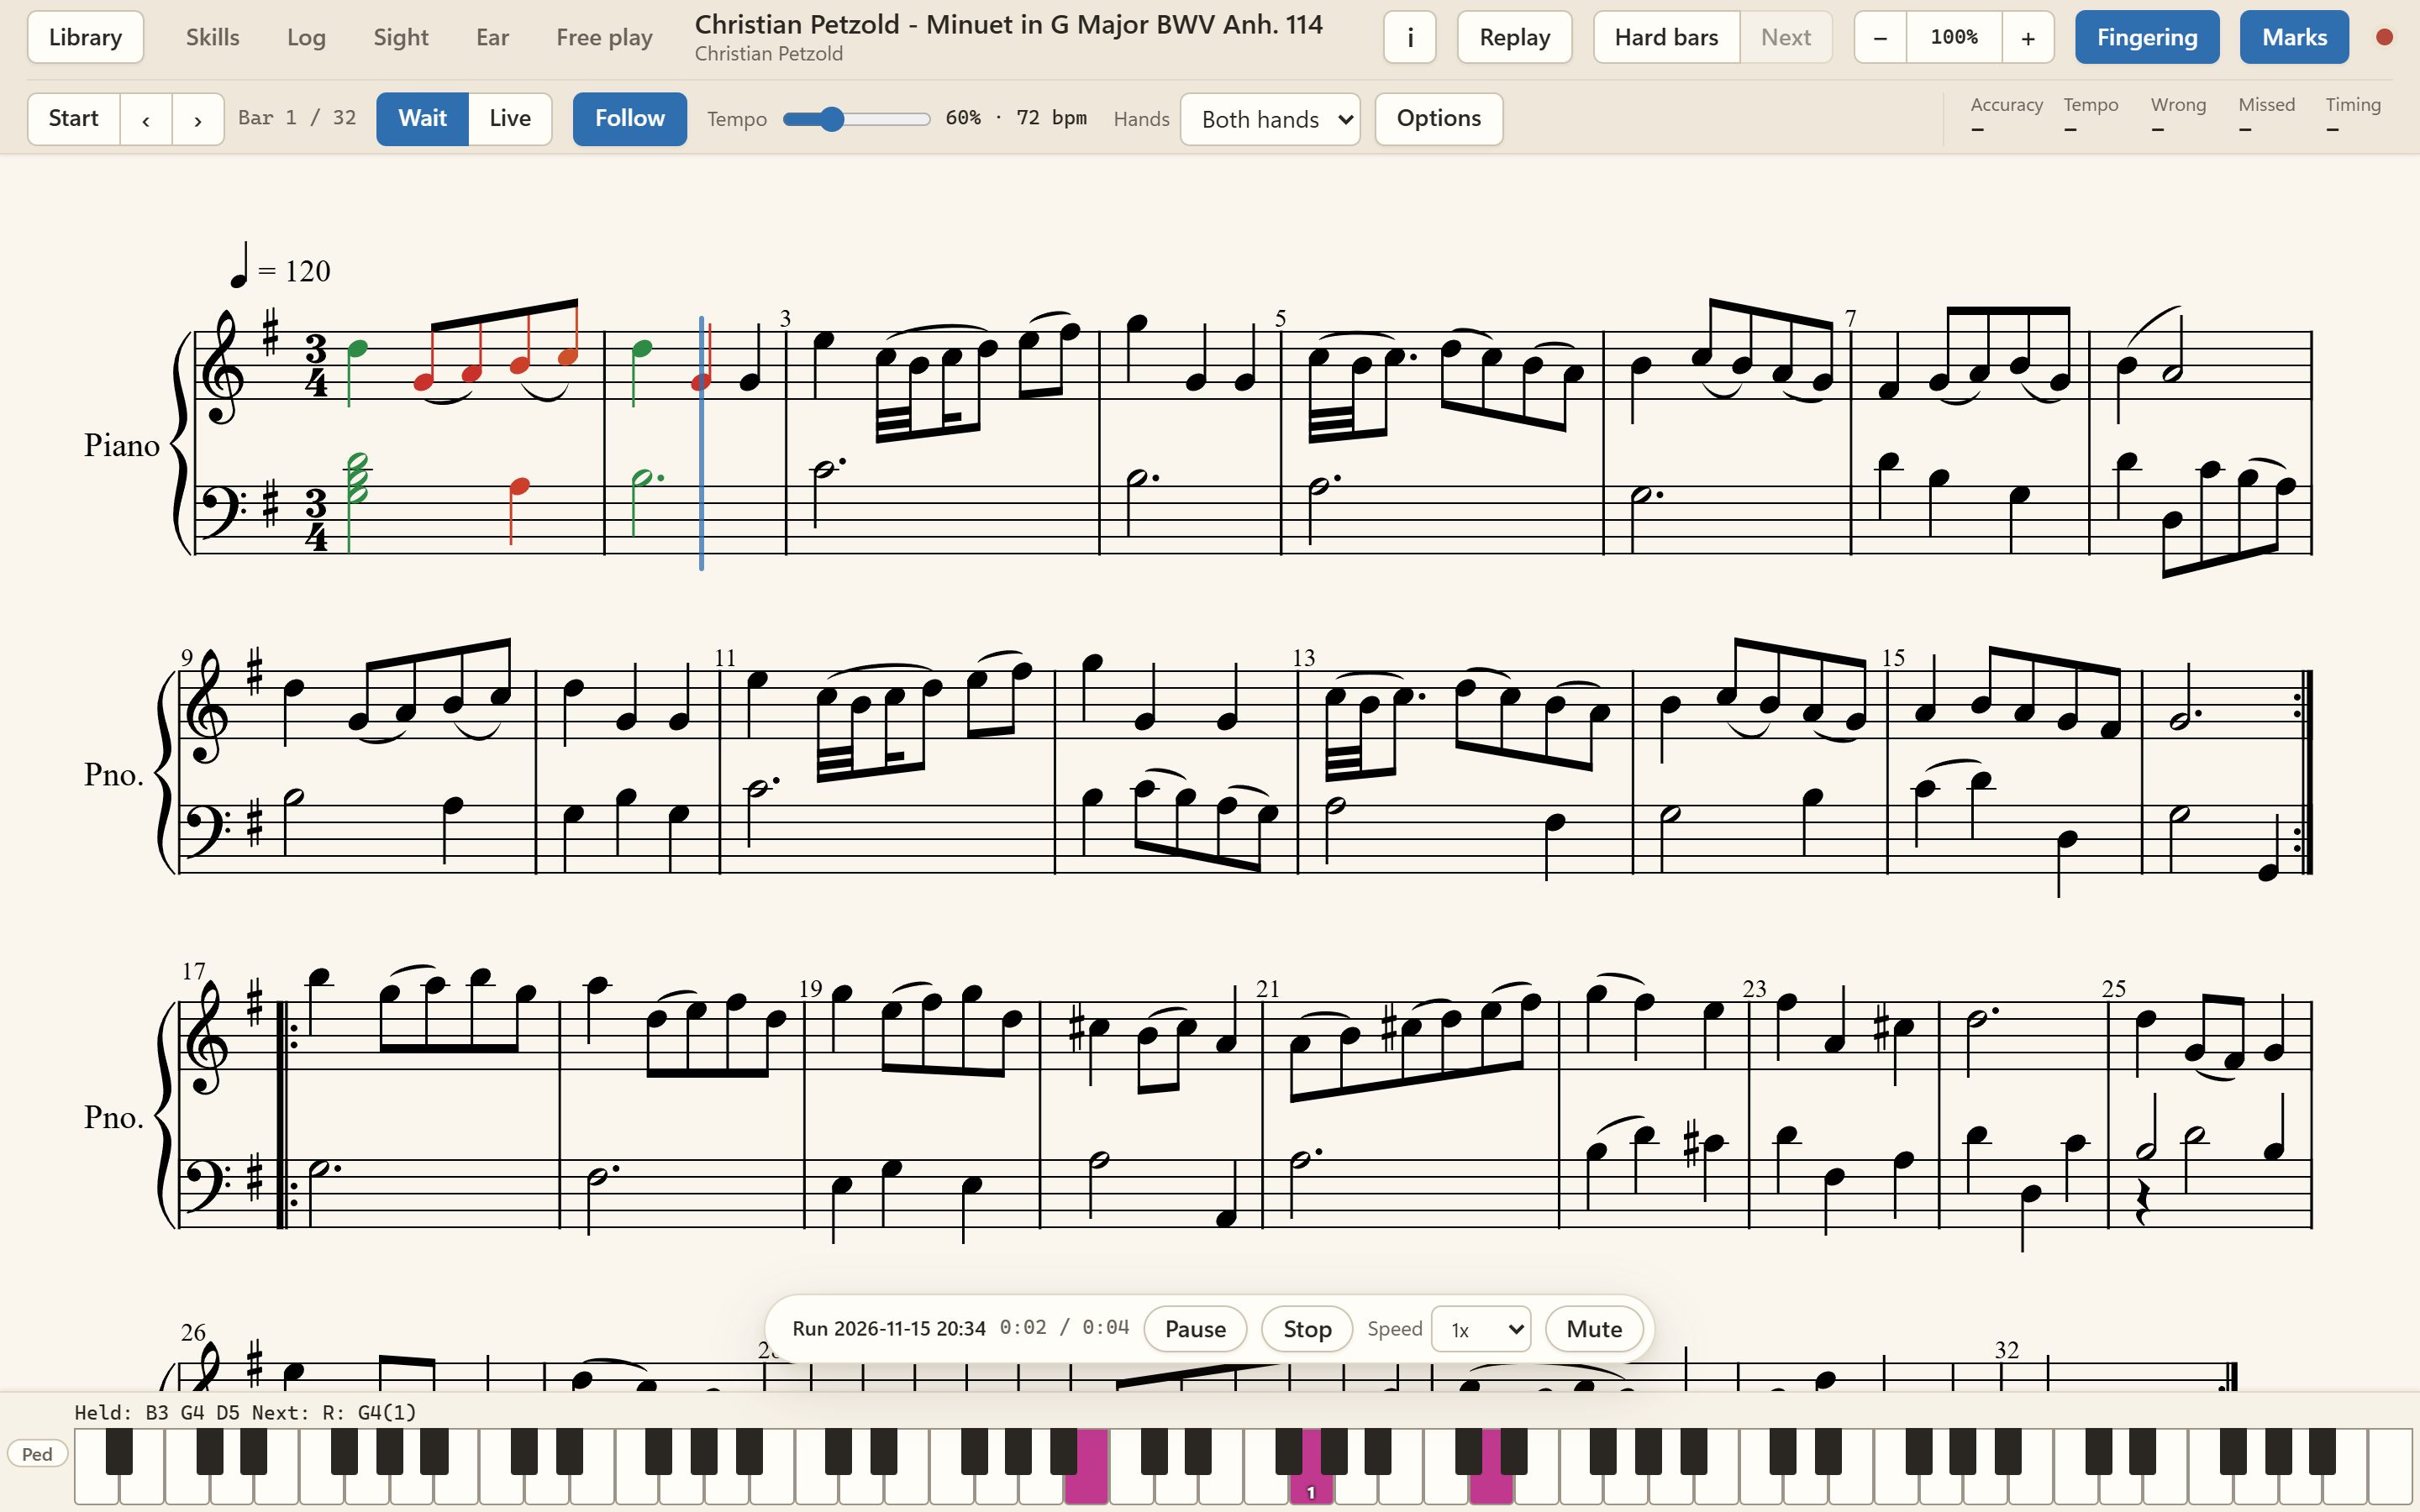 Library Skills Log Sight Ear Free play Christian Petzold - Minuet in G Major BWV Anh. 114 i Replay Hard bars Next − 100% + Fingering Marks
Christian Petzold
Start ‹ › Bar 1 / 32 Wait Live Follow Tempo 60% · 72 bpm Hands Both hands Options Accuracy – Tempo – Wrong – Missed – Timing –
= 120
3 5 7
3 4
Piano
3 4
9 11 13 15
Pno.
17 19 21 23 25
Pno.
Run 2026-11-15 20:34 0:02 / 0:04 Pause Stop Speed 1x Mute
26 32
Held: B3 G4 D5 Next: R: G4(1)
Ped
1